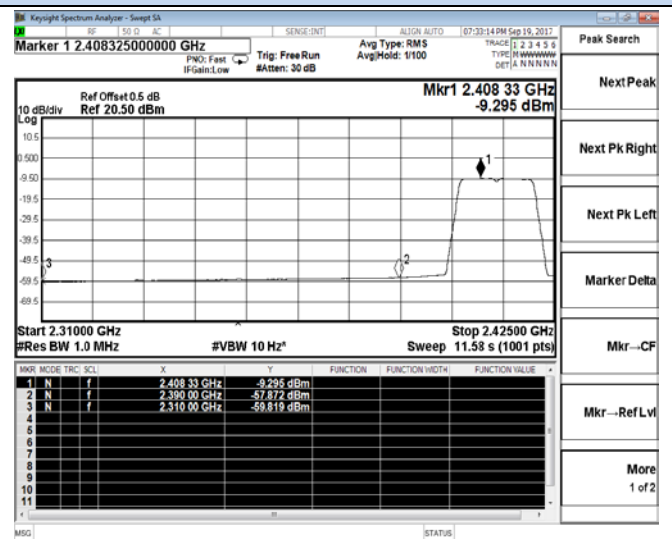 Keysight Spectrum Analyzer - Swept SA
RF 50 Ω AC SENSE:INT ALIGN AUTO 07:33:14 PM Sep 19, 2017
Marker 1 2.408325000000 GHz
PNO: Fast
IFGain:Low
Trig: Free Run
#Atten: 30 dB
Avg Type: RMS
Avg|Hold: 1/100
TRACE 1 2 3 4 5 6
TYPE M WWWWW
DET A N N N N N
Peak Search
Next Peak
Next Pk Right
Next Pk Left
Marker Delta
Mkr→CF
Mkr→Ref Lvl
More
1 of 2
Mkr1 2.408 33 GHz
-9.295 dBm
Ref Offset 0.5 dB
10 dB/div Ref 20.50 dBm
Log
10.5
0.500
-9.50
-19.5
-29.5
-39.5
-49.5
-59.5
-69.5
1
2
3
Start 2.31000 GHz Stop 2.42500 GHz
#Res BW 1.0 MHz #VBW 10 Hz* Sweep 11.58 s (1001 pts)
MKR MODE TRC SCL X Y FUNCTION FUNCTION WIDTH FUNCTION VALUE
1 N f 2.408 33 GHz -9.295 dBm
2 N f 2.390 00 GHz -57.872 dBm
3 N f 2.310 00 GHz -59.819 dBm
4
5
6
7
8
9
10
11
MSG STATUS